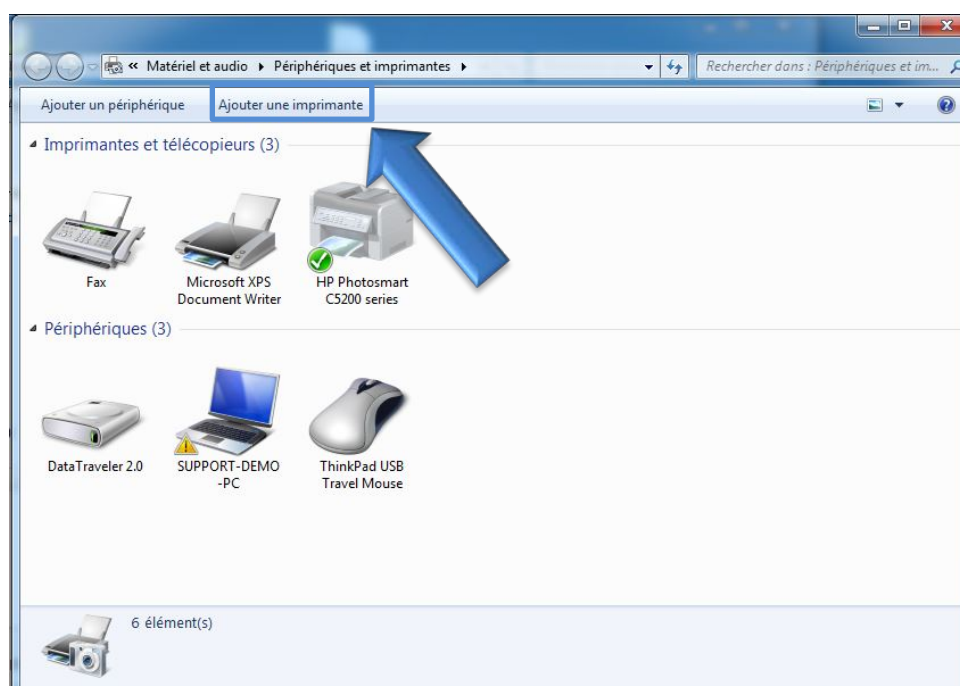 « Matériel et audio ▸ Périphériques et imprimantes ▸
Rechercher dans : Périphériques et im...
Ajouter un périphérique
Ajouter une imprimante
Imprimantes et télécopieurs (3)
Fax
Microsoft XPS
Document Writer
HP Photosmart
C5200 series
Périphériques (3)
DataTraveler 2.0
SUPPORT-DEMO
-PC
ThinkPad USB
Travel Mouse
6 élément(s)